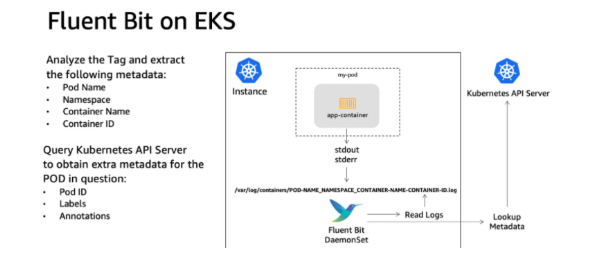 Fluent Bit on EKS
Analyze the Tag and extract
the following metadata:
• Pod Name
• Namespace
• Container Name
• Container ID
Query Kubernetes API Server
to obtain extra metadata for the
POD in question:
• Pod ID
• Labels
• Annotations
Instance
my-pod
app-container
stdout
stderr
/var/log/containers/POD-NAME_NAMESPACE_CONTAINER-NAME-CONTAINER-ID.log
Fluent Bit
DaemonSet
Read Logs
Kubernetes API Server
Lookup
Metadata